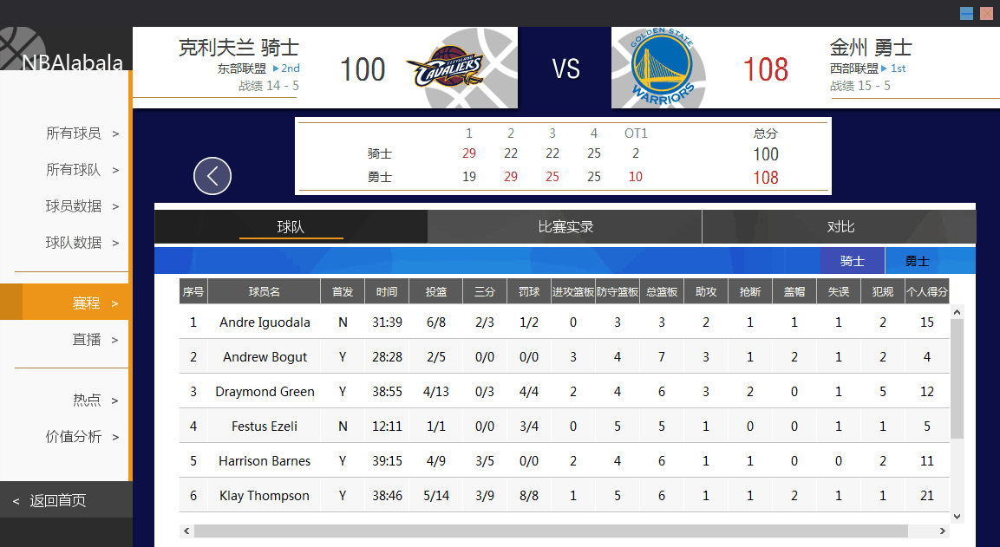 NBAlabala
克利夫兰 骑士
东部联盟 2nd
战绩 14 - 5
100
CLEVELAND
CAVALIERS
VS
GOLDEN STATE
WARRIORS
108
金州 勇士
西部联盟 1st
战绩 15 - 5
所有球员 >
所有球队 >
球员数据 >
球队数据 >
赛程 >
直播 >
热点 >
价值分析 >
< 返回首页
1 2 3 4 OT1 总分
骑士 29 22 22 25 2 100
勇士 19 29 25 25 10 108
球队 比赛实录 对比
骑士 勇士
序号 球员名 首发 时间 投篮 三分 罚球 进攻篮板 防守篮板 总篮板 助攻 抢断 盖帽 失误 犯规 个人得分
1 Andre Iguodala N 31:39 6/8 2/3 1/2 0 3 3 2 1 1 1 2 15
2 Andrew Bogut Y 28:28 2/5 0/0 0/0 3 4 7 3 1 2 1 2 4
3 Draymond Green Y 38:55 4/13 0/3 4/4 2 4 6 3 2 0 1 5 12
4 Festus Ezeli N 12:11 1/1 0/0 3/4 0 5 5 1 0 0 1 1 5
5 Harrison Barnes Y 39:15 4/9 3/5 0/0 2 4 6 1 1 0 0 2 11
6 Klay Thompson Y 38:46 5/14 3/9 8/8 1 5 6 1 1 2 1 1 21